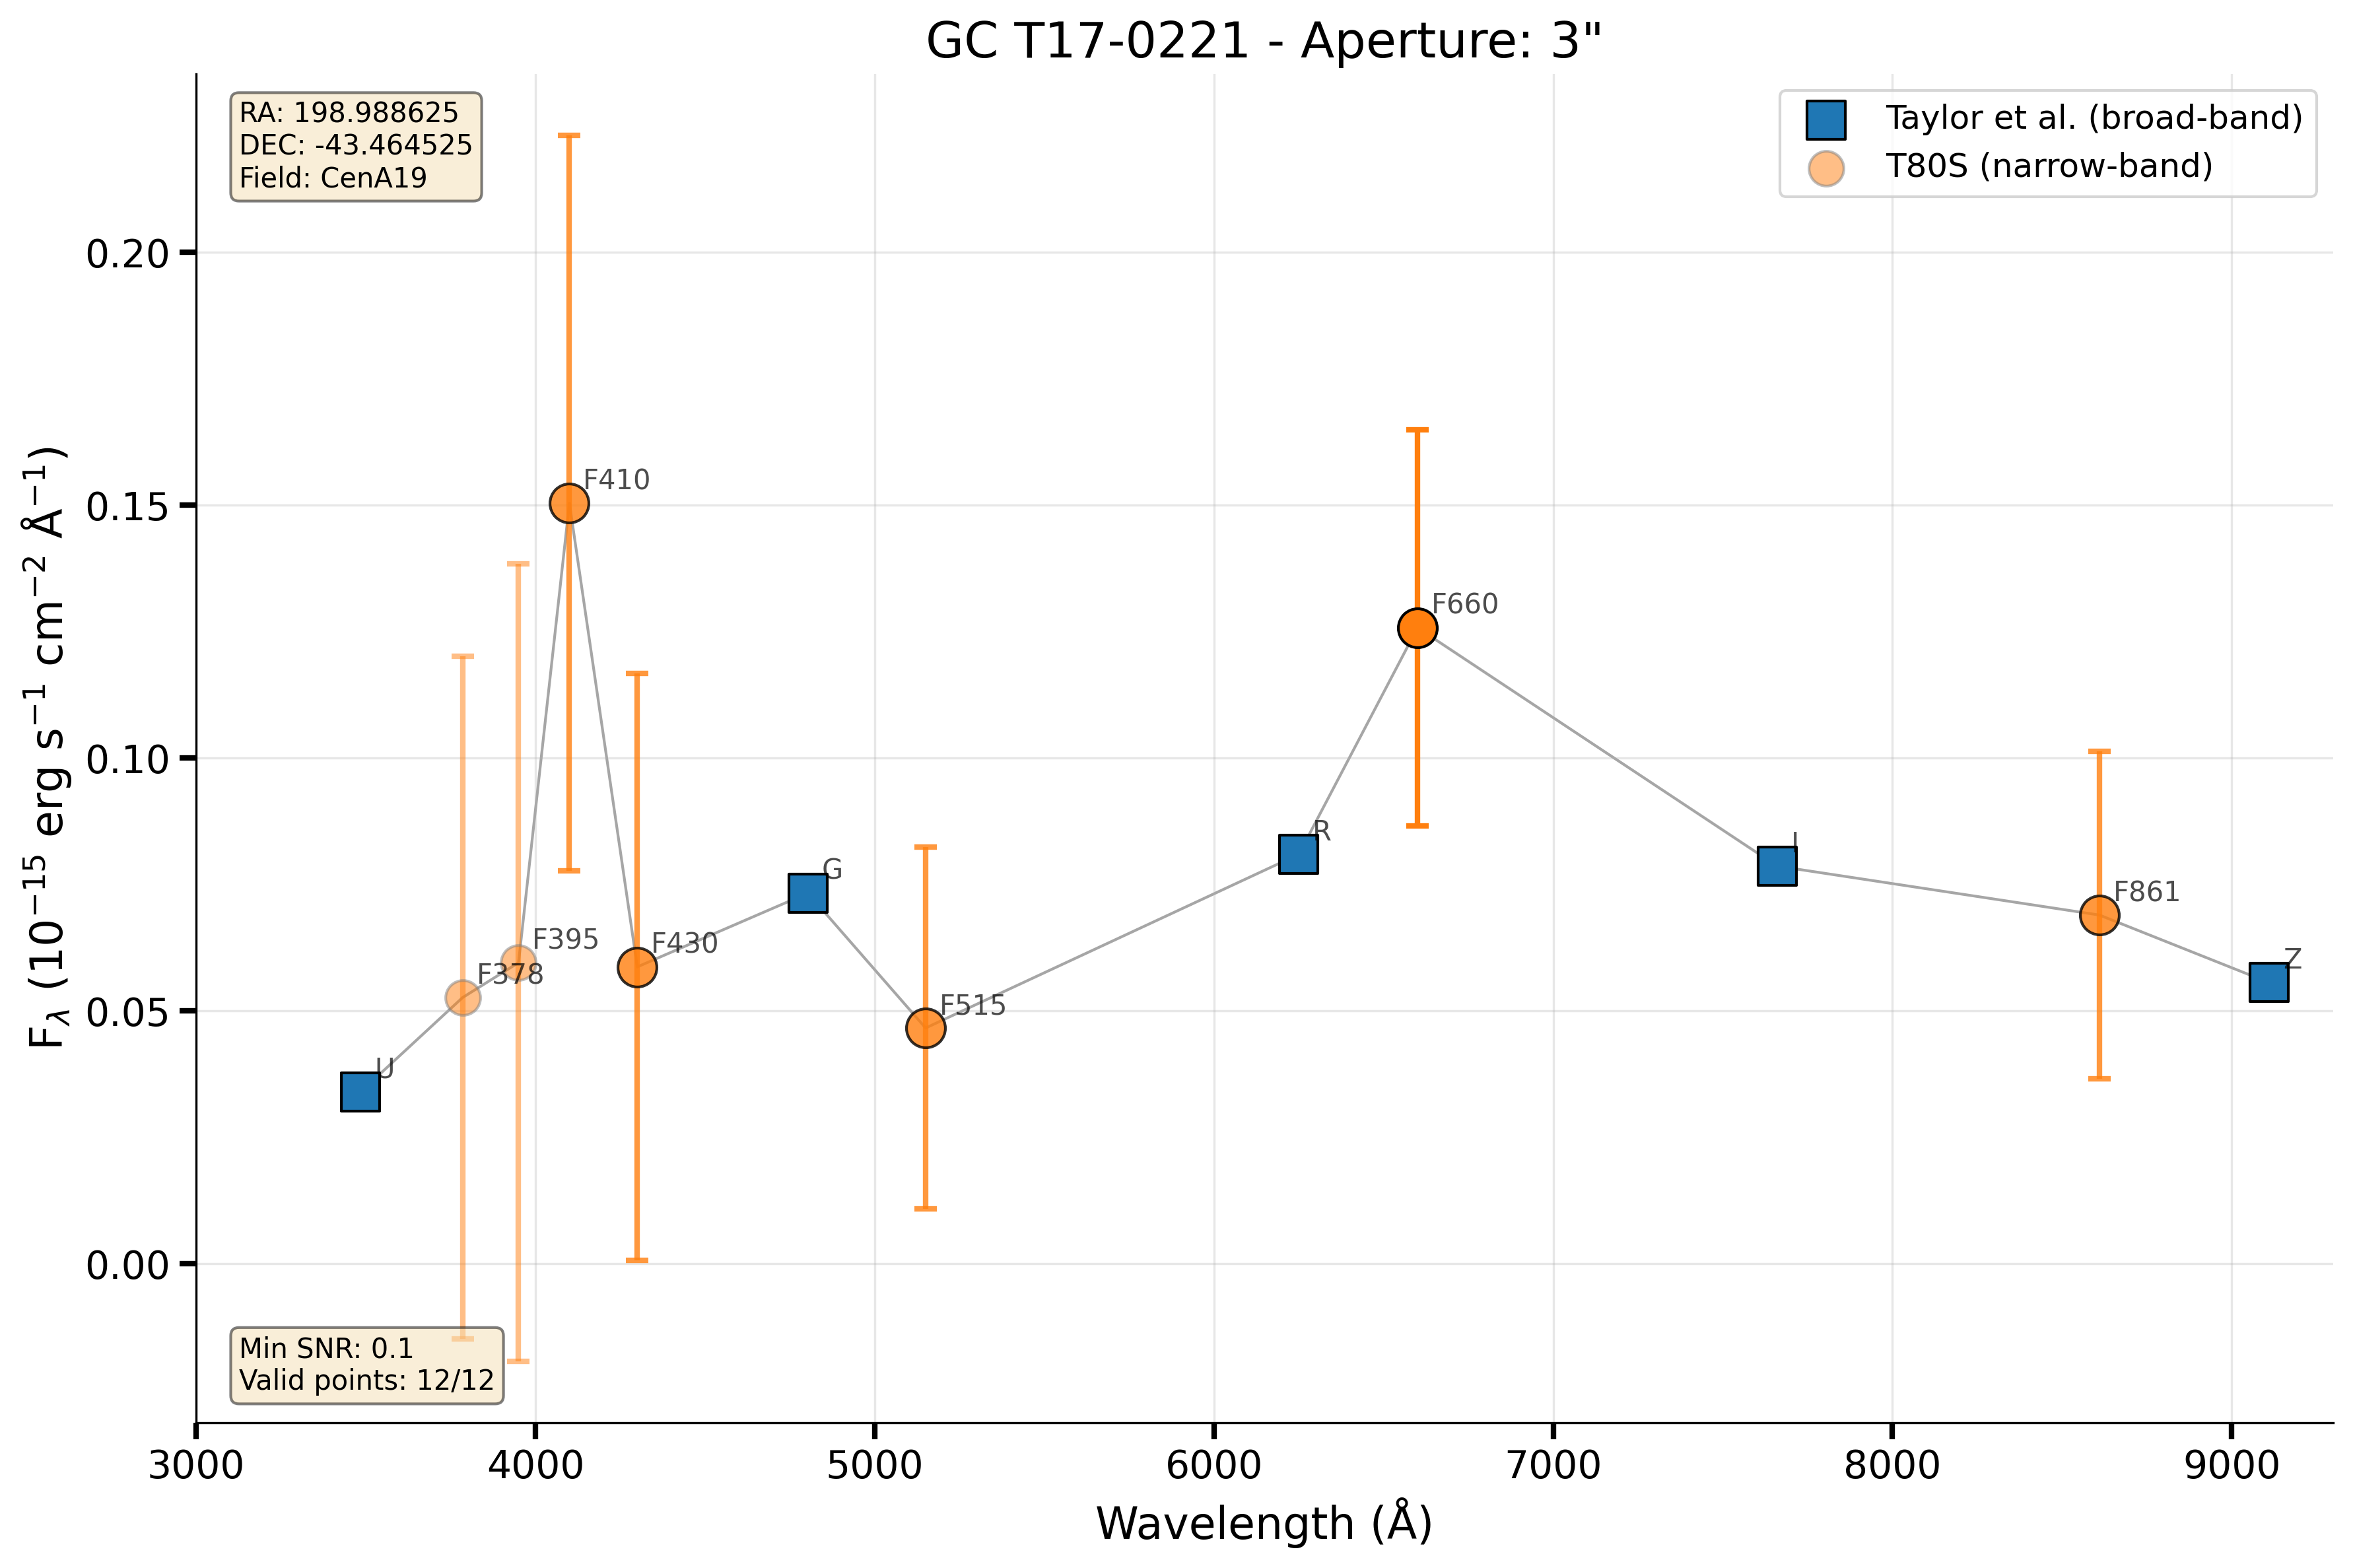 GC T17-0221 - Aperture: 3"
RA: 198.988625
DEC: -43.464525
Field: CenA19
Taylor et al. (broad-band)
T80S (narrow-band)
F_λ (10⁻¹⁵ erg s⁻¹ cm⁻² Å⁻¹)
0.20
0.15
0.10
0.05
0.00
U
F378
F395
F410
F430
G
F515
R
F660
I
F861
Z
Min SNR: 0.1
Valid points: 12/12
3000 4000 5000 6000 7000 8000 9000
Wavelength (Å)